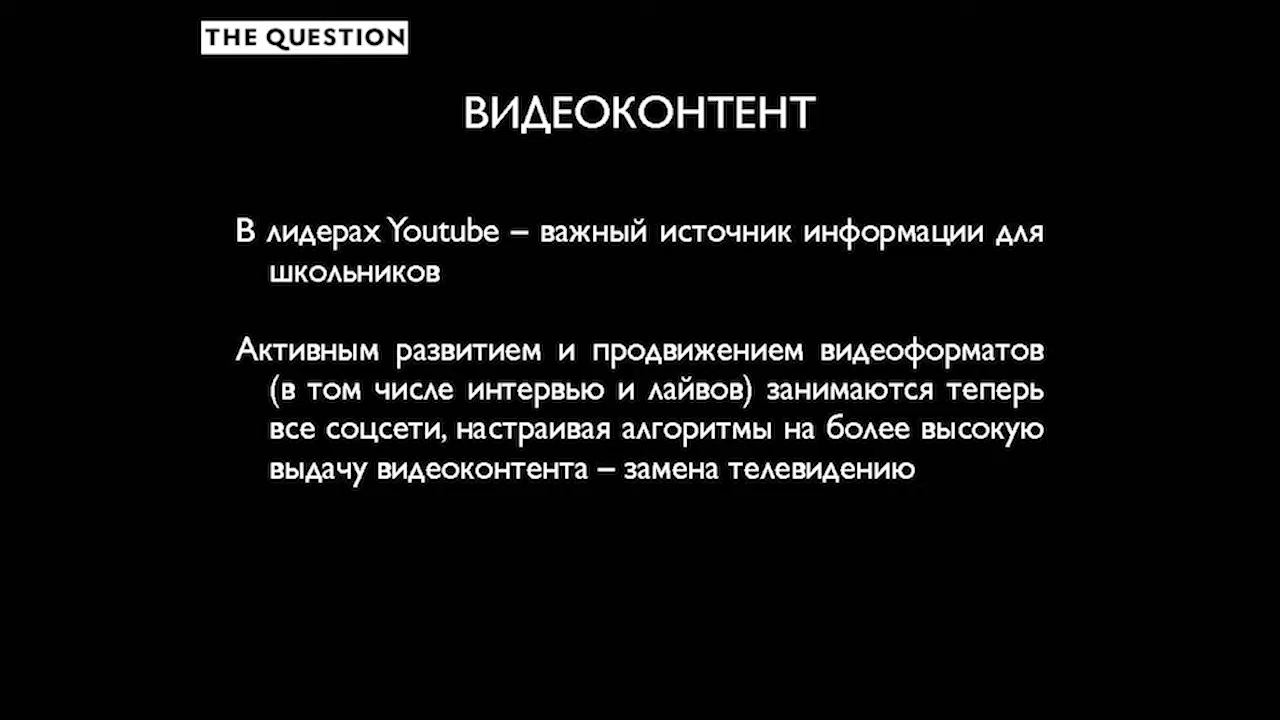 THE QUESTION
ВИДЕОКОНТЕНТ
В лидерах Youtube – важный источник информации для
школьников
Активным развитием и продвижением видеоформатов
(в том числе интервью и лайвов) занимаются теперь
все соцсети, настраивая алгоритмы на более высокую
выдачу видеоконтента – замена телевидению